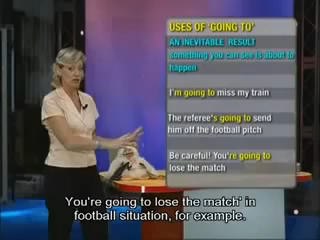 USES OF 'GOING TO'
AN INEVITABLE RESULT
Something you can see is about to
happen
I'm going to miss my train
The referee's going to send
him off the football pitch
Be careful! You're going to
lose the match
You're going to lose the match' in
football situation, for example.